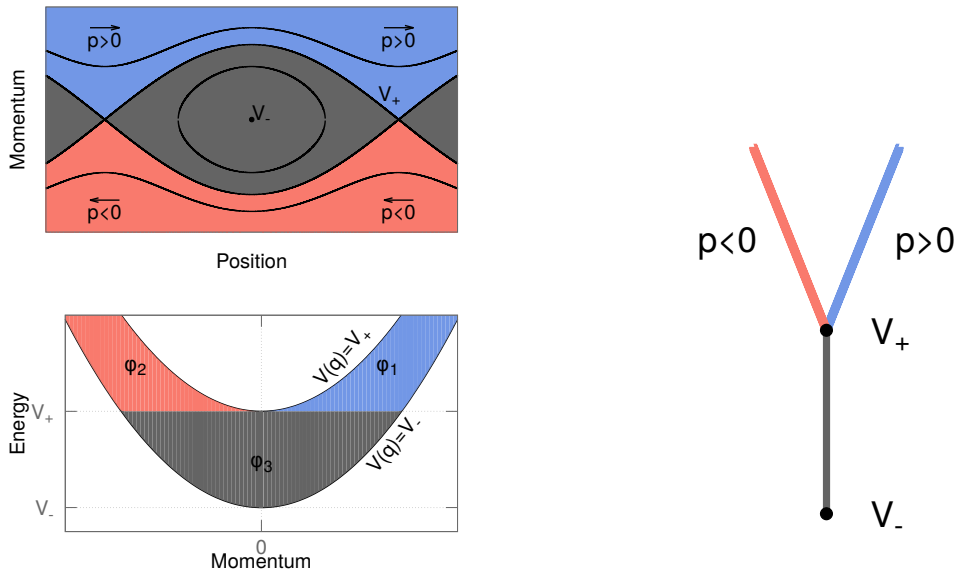 p>0
p>0
V₊
V₋
p<0
p<0
Momentum
Position
V(q)=V₊
φ₂
φ₁
V₊
Energy
V(q)=V₋
φ₃
V₋
0
Momentum
p<0
p>0
V₊
V₋